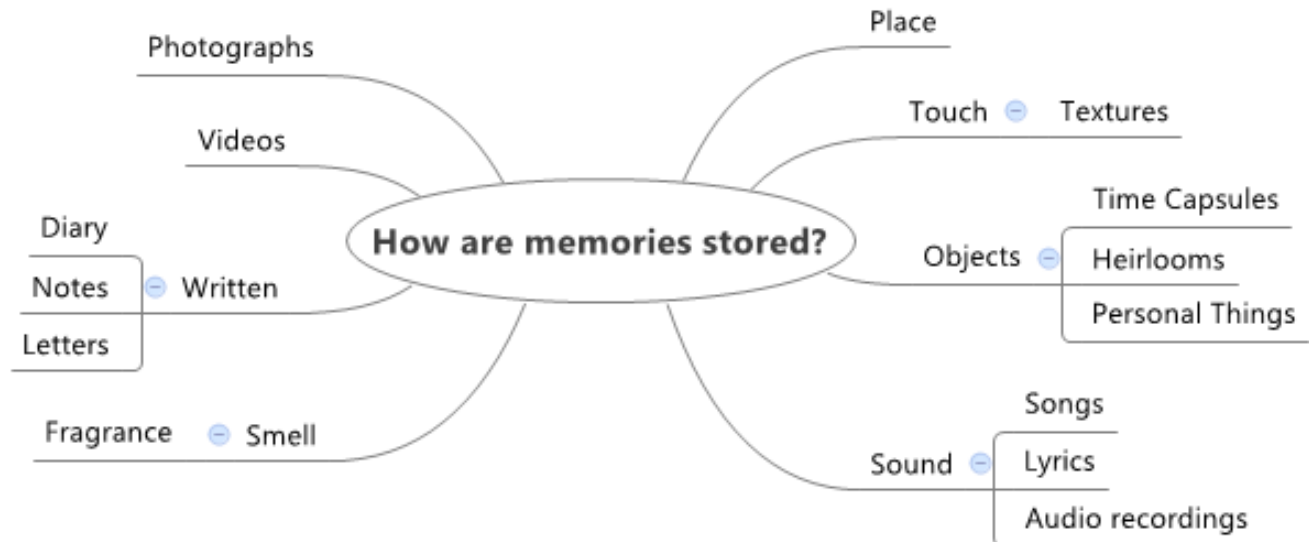 How are memories stored?
Photographs
Videos
Written
Diary
Notes
Letters
Smell
Fragrance
Place
Touch
Textures
Objects
Time Capsules
Heirlooms
Personal Things
Sound
Songs
Lyrics
Audio recordings